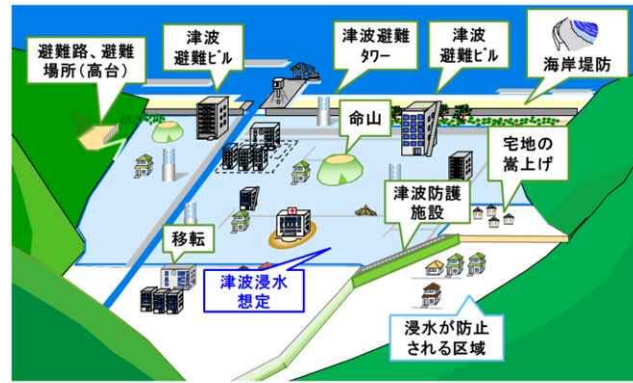 避難路、避難
場所(高台)
津波
避難ビル
津波避難
タワー
津波
避難ビル
海岸堤防
命山
宅地の
嵩上げ
津波防護
施設
移転
津波浸水
想定
浸水が防止
される区域